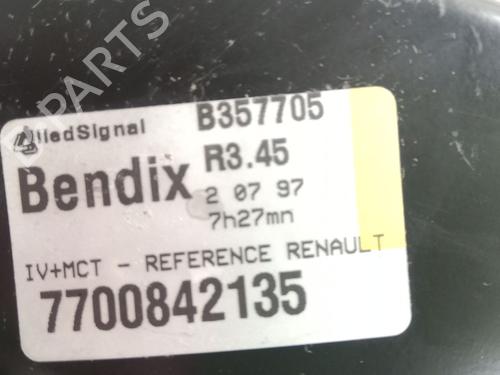 B-PARTS
AlliedSignal B357705
Bendix R3.45
2 07 97
7h27mn
IV+MCT - REFERENCE RENAULT
7700842135